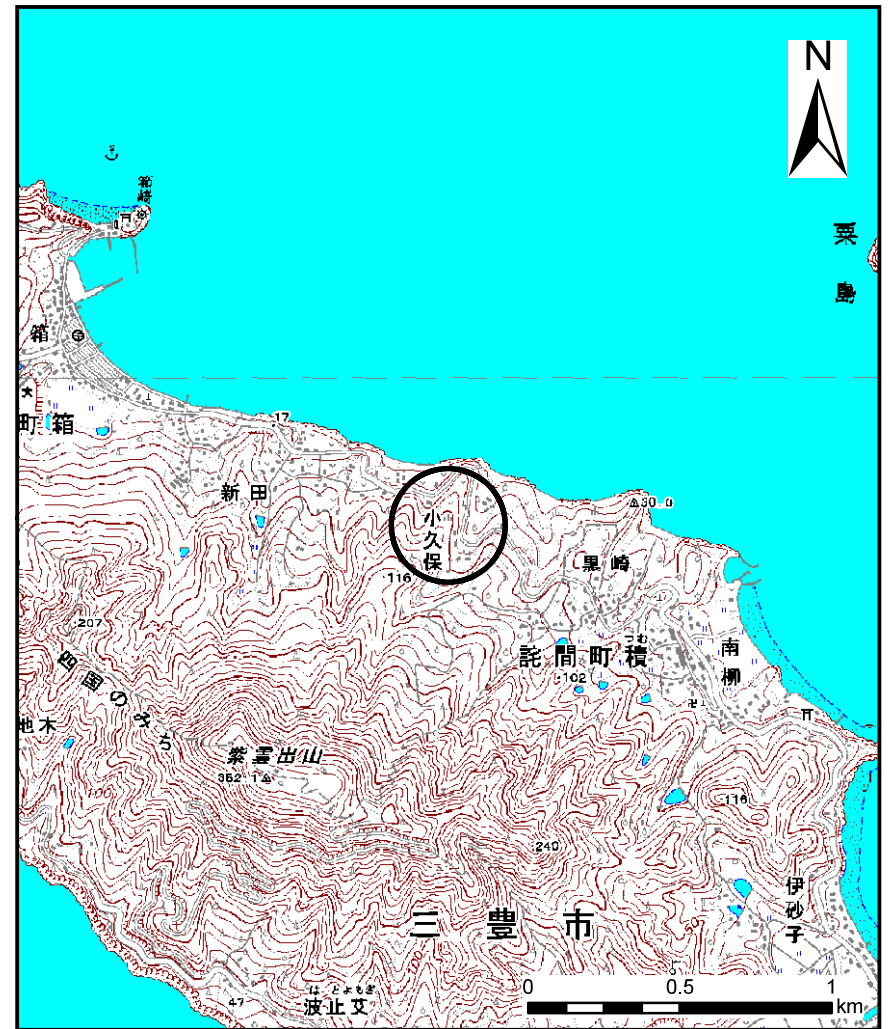 N
箱崎
粟島
箱
町箱
17
新田
小久保
30.0
116
黒崎
207
つむ
詫間町積
102
南柳
四国のみち
地木
紫雲出山
352.1
100
116
240
伊砂子
三豊市
47
はとよもぎ
波止艾
0 0.5 1
km